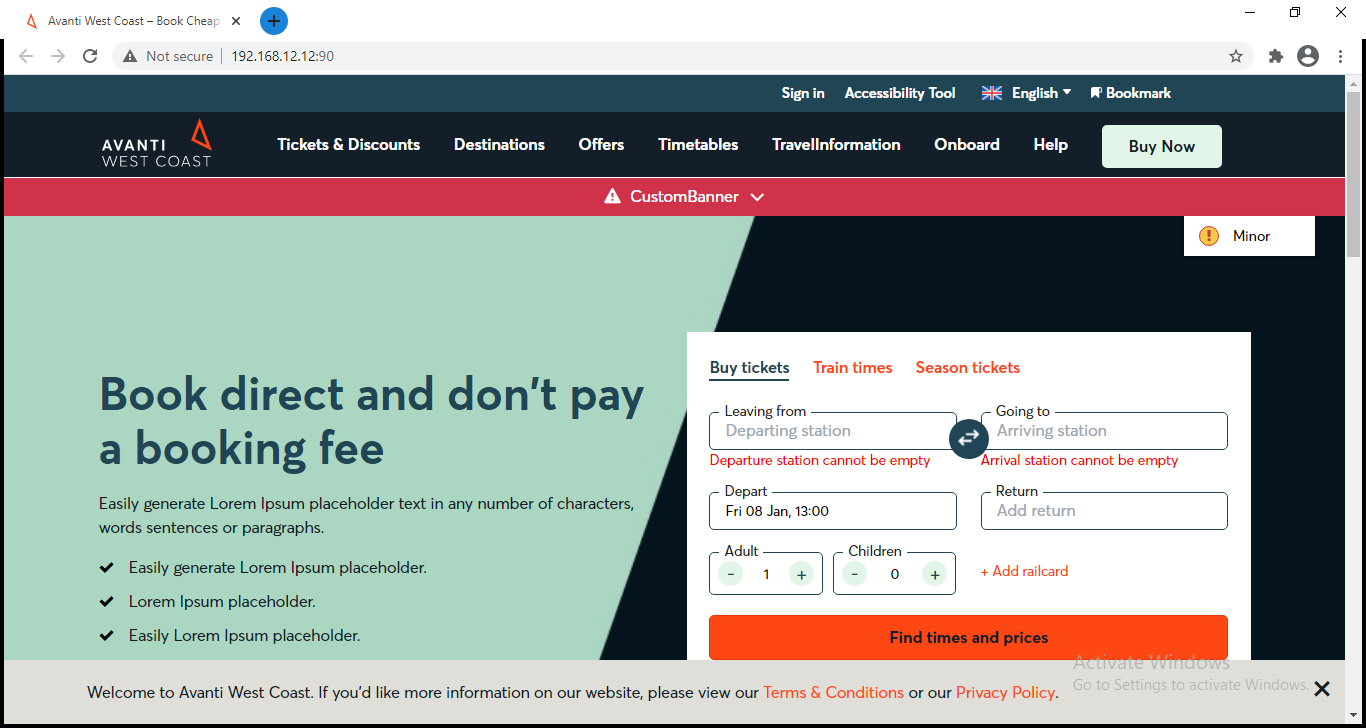 Avanti West Coast – Book Cheap
Not secure
192.168.12.12:90
Sign in Accessibility Tool English Bookmark
AVANTI
WEST COAST
Tickets & Discounts Destinations Offers Timetables TravelInformation Onboard Help Buy Now
CustomBanner
Minor
Book direct and don't pay
a booking fee
Easily generate Lorem Ipsum placeholder text in any number of characters,
words sentences or paragraphs.
Easily generate Lorem Ipsum placeholder.
Lorem Ipsum placeholder.
Easily Lorem Ipsum placeholder.
Buy tickets Train times Season tickets
Leaving from Going to
Departing station Arriving station
Departure station cannot be empty Arrival station cannot be empty
Depart Return
Fri 08 Jan, 13:00 Add return
Adult Children
- 1 + - 0 + + Add railcard
Find times and prices
Activate Windows
Go to Settings to activate Windows.
Welcome to Avanti West Coast. If you'd like more information on our website, please view our Terms & Conditions or our Privacy Policy.